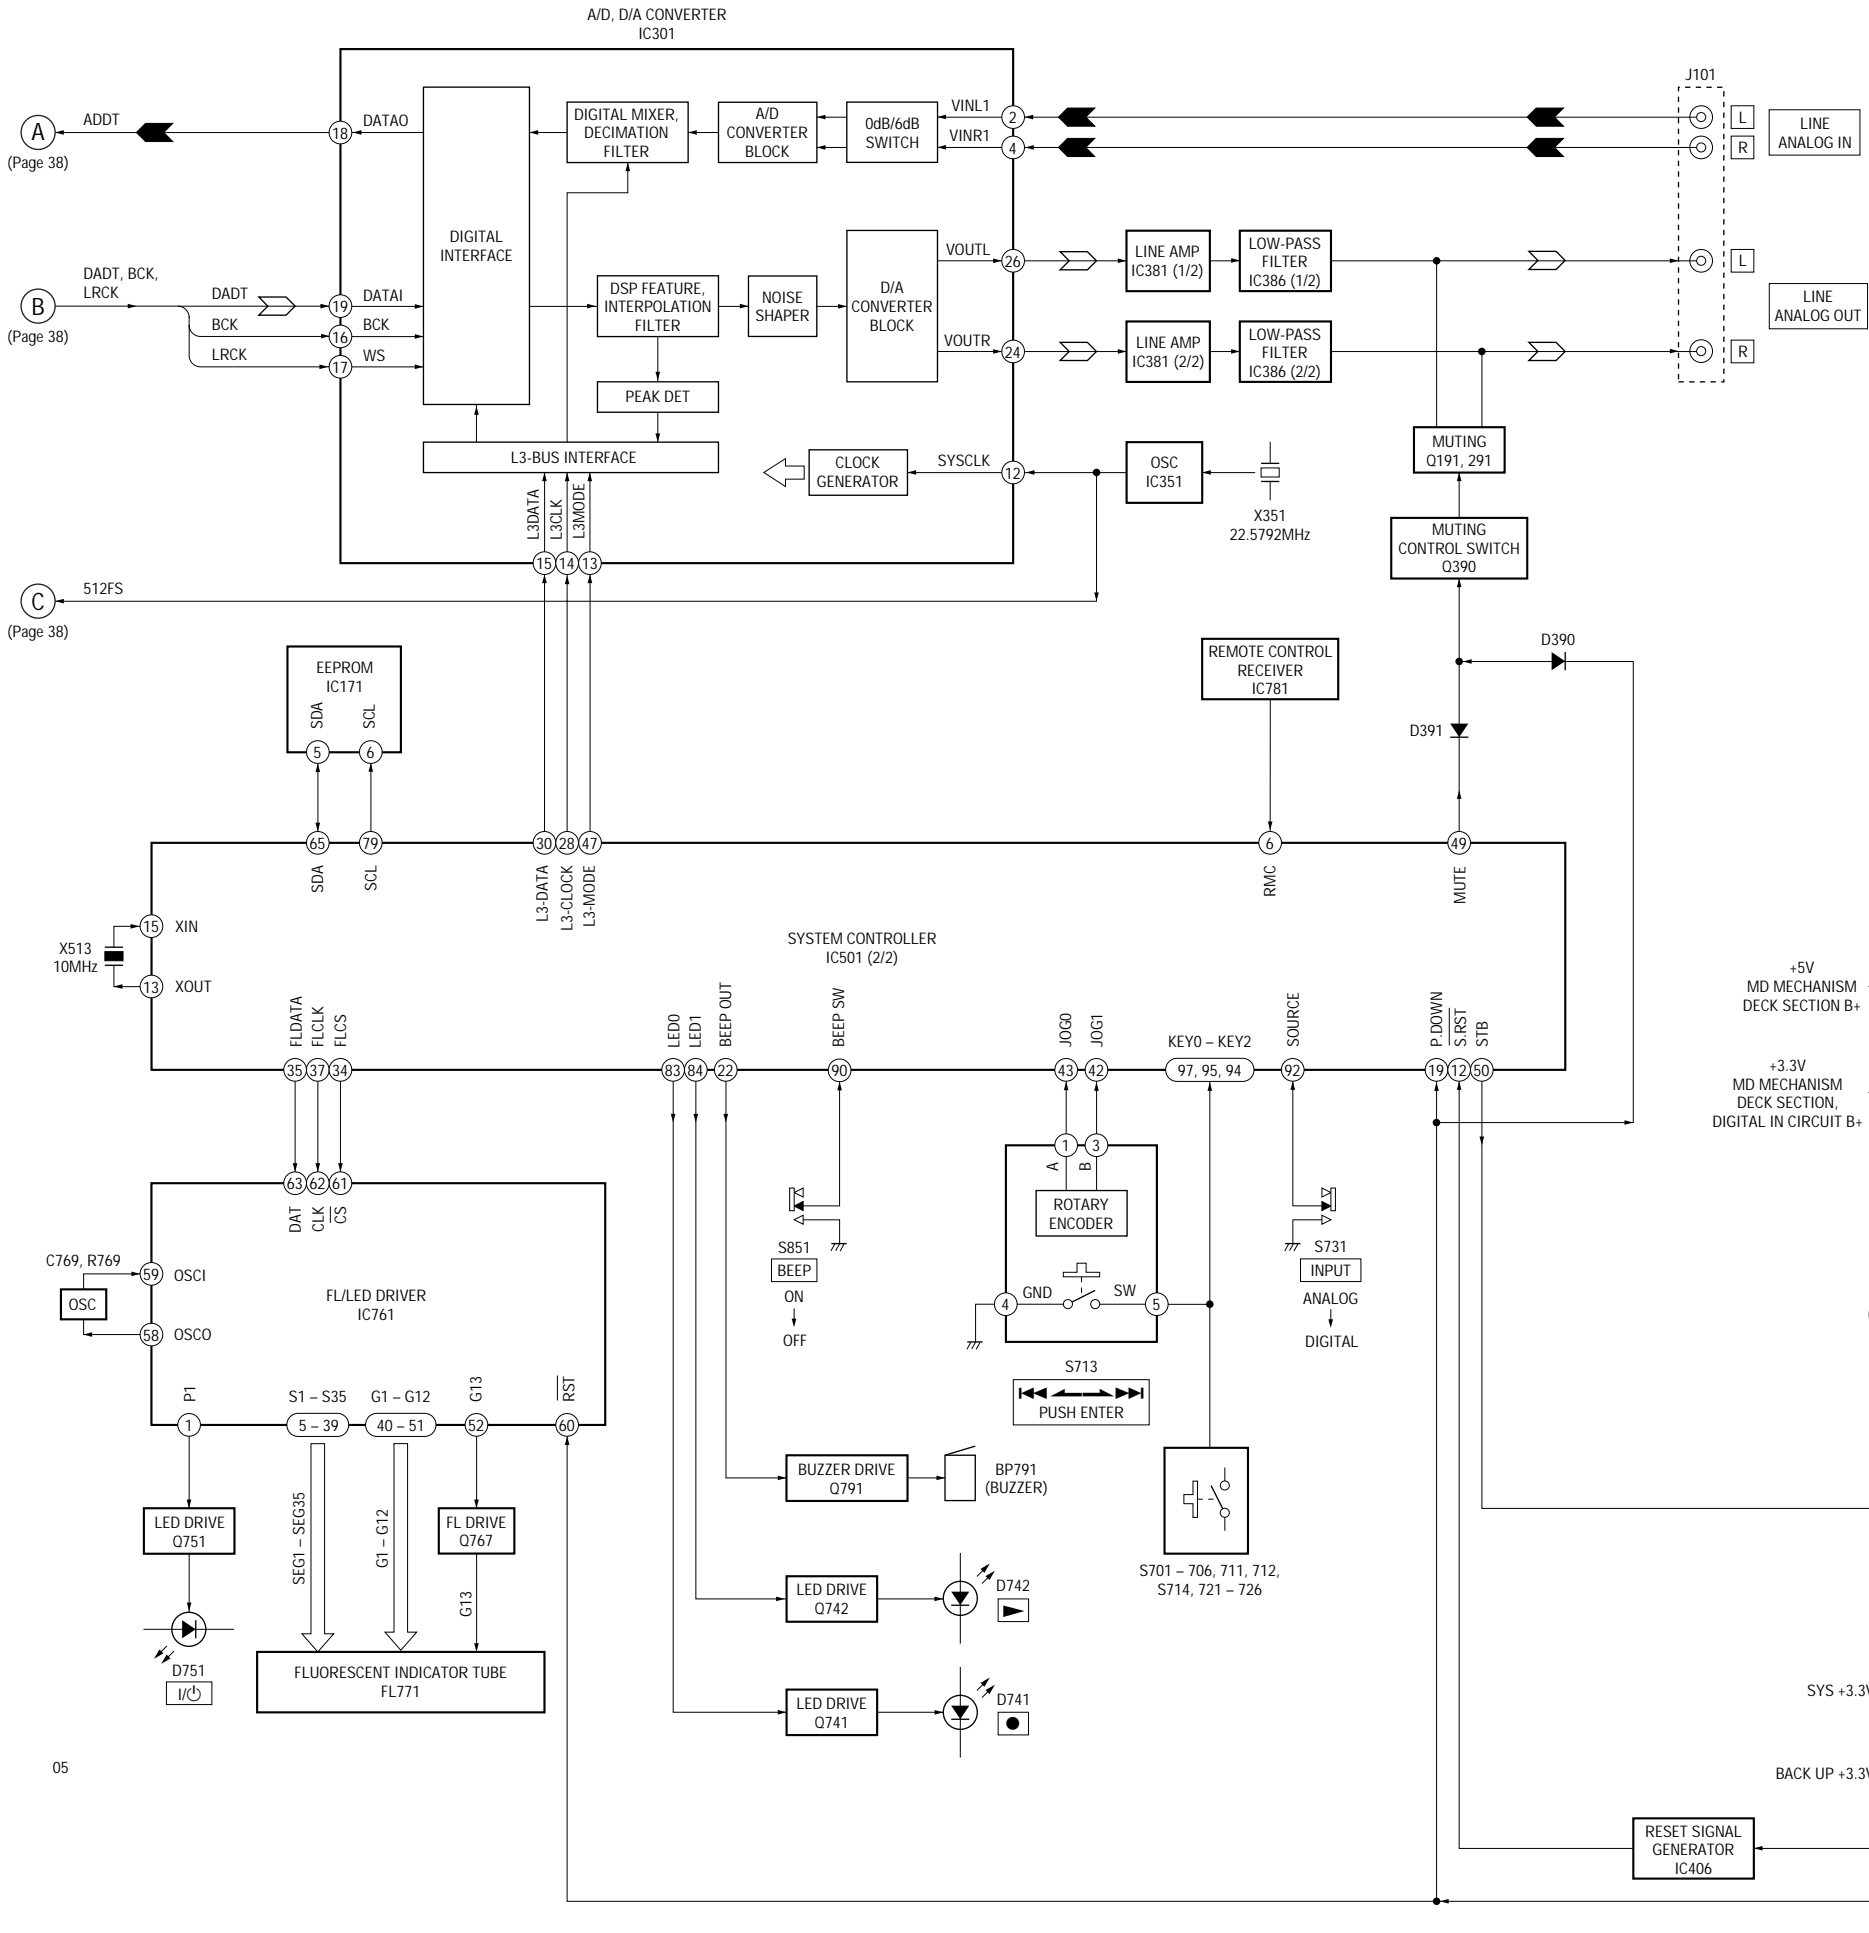 A/D, D/A CONVERTER
IC301
J101
A
(Page 38)
ADDT
18
DATAO
DIGITAL
INTERFACE
DIGITAL MIXER,
DECIMATION
FILTER
A/D
CONVERTER
BLOCK
0dB/6dB
SWITCH
VINL1
2
VINR1
4
L
R
LINE
ANALOG IN
B
(Page 38)
DADT, BCK,
LRCK
DADT
BCK
LRCK
19
DATAI
16
BCK
17
WS
DSP FEATURE,
INTERPOLATION
FILTER
NOISE
SHAPER
D/A
CONVERTER
BLOCK
VOUTL
26
VOUTR
24
LINE AMP
IC381 (1/2)
LOW-PASS
FILTER
IC386 (1/2)
LINE AMP
IC381 (2/2)
LOW-PASS
FILTER
IC386 (2/2)
L
R
LINE
ANALOG OUT
PEAK DET
L3-BUS INTERFACE
CLOCK
GENERATOR
SYSCLK
12
OSC
IC351
X351
22.5792MHz
MUTING
Q191, 291
MUTING
CONTROL SWITCH
Q390
L3DATA
L3CLK
L3MODE
15
14
13
C
(Page 38)
512FS
EEPROM
IC171
SDA
SCL
5
6
REMOTE CONTROL
RECEIVER
IC781
D390
D391
65
79
30
28
47
6
49
SDA
SCL
L3-DATA
L3-CLOCK
L3-MODE
RMC
MUTE
X513
10MHz
15
XIN
13
XOUT
SYSTEM CONTROLLER
IC501 (2/2)
FLDATA
FLCLK
FLCS
LED0
LED1
BEEP OUT
BEEP SW
JOG0
JOG1
KEY0 – KEY2
SOURCE
P.DOWN
S.RST
STB
35
37
34
83
84
22
90
43
42
97, 95, 94
92
19
12
50
+5V
MD MECHANISM
DECK SECTION B+
+3.3V
MD MECHANISM
DECK SECTION,
DIGITAL IN CIRCUIT B+
63
62
61
DAT
CLK
CS
C769, R769
OSC
59
OSCI
58
OSCO
FL/LED DRIVER
IC761
P1
S1 – S35
G1 – G12
G13
RST
1
5 – 39
40 – 51
52
60
S851
BEEP
ON
OFF
1
3
A
B
ROTARY
ENCODER
4
GND
SW
5
S713
PUSH ENTER
S731
INPUT
ANALOG
DIGITAL
LED DRIVE
Q751
D751
I/
SEG1 – SEG35
G1 – G12
FL DRIVE
Q767
G13
FLUORESCENT INDICATOR TUBE
FL771
BUZZER DRIVE
Q791
BP791
(BUZZER)
LED DRIVE
Q742
D742
LED DRIVE
Q741
D741
S701 – 706, 711, 712,
S714, 721 – 726
SYS +3.3V
BACK UP +3.3V
RESET SIGNAL
GENERATOR
IC406
05